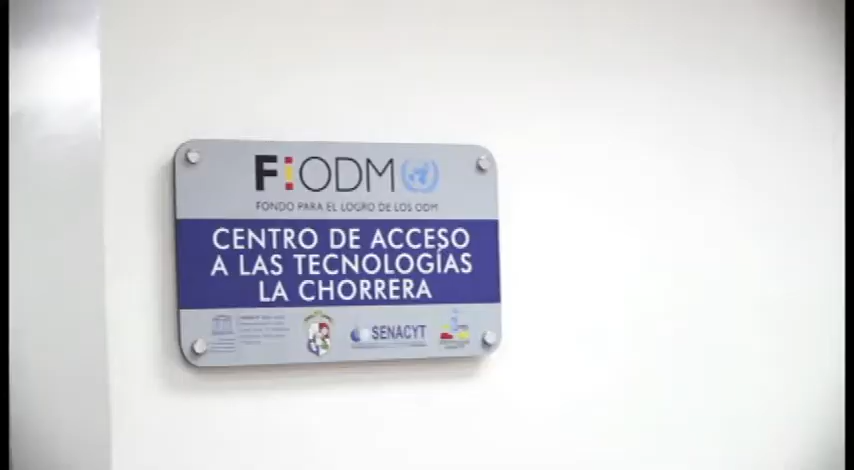 F ODM
FONDO PARA EL LOGRO DE LOS ODM
CENTRO DE ACCESO
A LAS TECNOLOGÍAS
LA CHORRERA
SENACYT